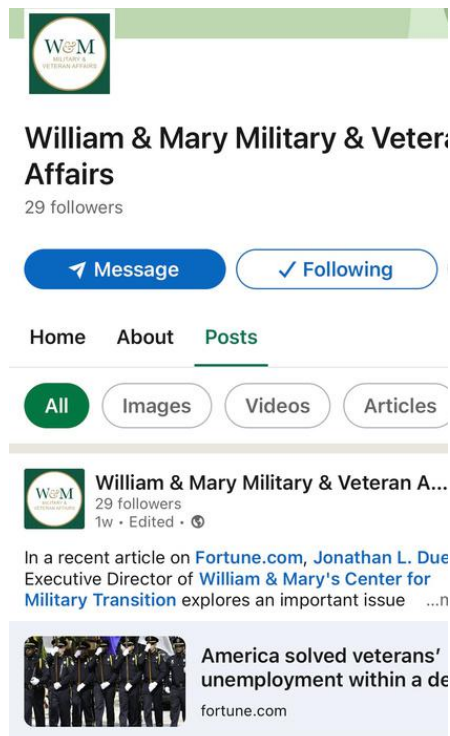 W&M
MILITARY &
VETERAN AFFAIRS
William & Mary Military & Vetera
Affairs
29 followers
Message
Following
Home About Posts
All Images Videos Articles
W&M
MILITARY &
VETERAN AFFAIRS
William & Mary Military & Veteran A...
29 followers
1w • Edited •
In a recent article on Fortune.com, Jonathan L. Due
Executive Director of William & Mary's Center for
Military Transition explores an important issue ...n
America solved veterans'
unemployment within a de
fortune.com